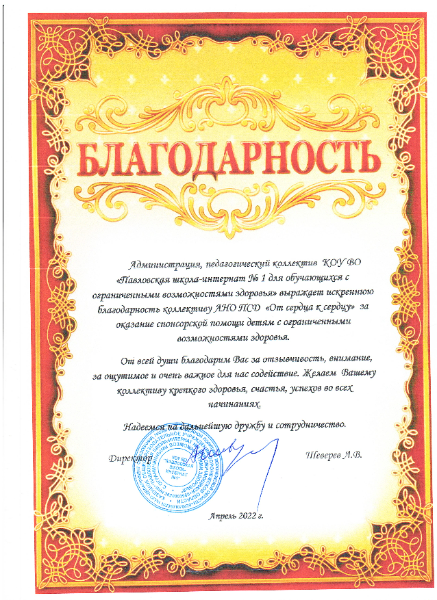 БЛАГОДАРНОСТЬ
Администрация, педагогический коллектив КОУ ВО
«Павловская школа-интернат № 1 для обучающихся с
ограниченными возможностями здоровья» выражает искреннюю
благодарность коллективу АНО ПСД «От сердца к сердцу» за
оказание спонсорской помощи детям с ограниченными
возможностями здоровья.
От всей души благодарим Вас за отзывчивость, внимание,
за ощутимое и очень важное для нас содействие. Желаем Вашему
коллективу крепкого здоровья, счастья, успехов во всех
начинаниях.
Надеемся на дальнейшую дружбу и сотрудничество.
Директор Шеверев А.В.
Апрель 2022 г.